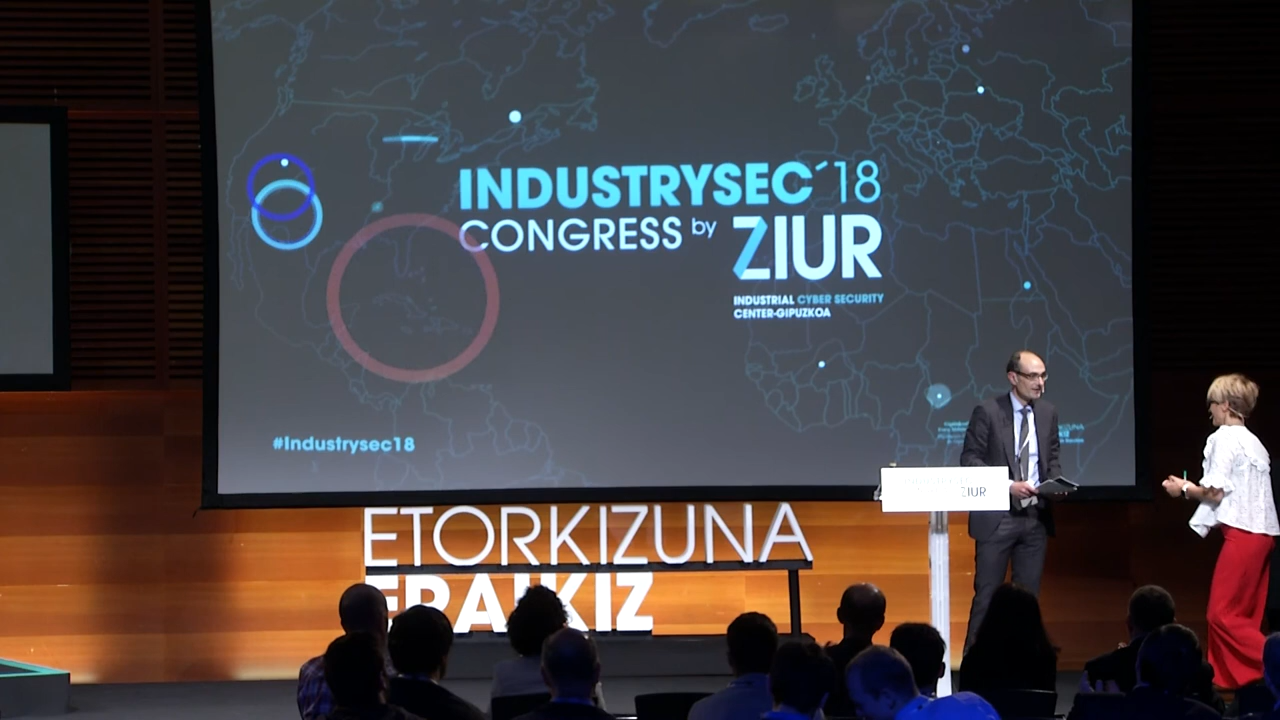 INDUSTRYSEC´18
CONGRESS by ZIUR
INDUSTRIAL CYBER SECURITY
CENTER-GIPUZKOA
#Industrysec18
ZIUR
ETORKIZUNA
ERAIKIZ